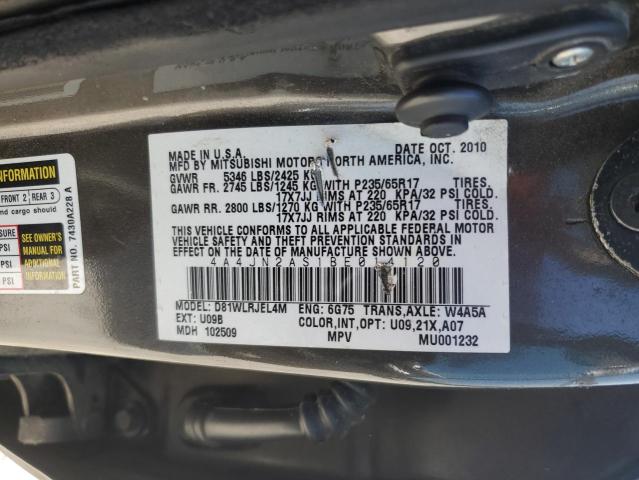 MADE IN U.S.A. DATE OCT. 2010
MFD BY MITSUBISHI MOTORS NORTH AMERICA, INC.
GVWR 5346 LBS/2425 KG
GAWR FR. 2745 LBS/1245 KG WITH P235/65R17 TIRES,
17X7JJ RIMS AT 220 KPA/32 PSI COLD.
GAWR RR. 2800 LBS/1270 KG WITH P235/65R17 TIRES,
17X7JJ RIMS AT 220 KPA/32 PSI COLD.
THIS VEHICLE CONFORMS TO ALL APPLICABLE FEDERAL MOTOR
VEHICLE SAFETY AND THEFT PREVENTION STANDARDS IN
EFFECT ON THE DATE OF MANUFACTURE SHOWN ABOVE.
4A4JN2AS1BE014120
MODEL: D81WLRJEL4M ENG: 6G75 TRANS,AXLE: W4A5A
EXT: U09B COLOR,INT,OPT: U09,21X,A07
MDH 102509 MPV MU001232
FRONT 2 REAR 3
nd cargo should
SURE
PSI
PSI
PSI
SEE OWNER'S
MANUAL FOR
ADDITIONAL
PART NO. 7430A228 A